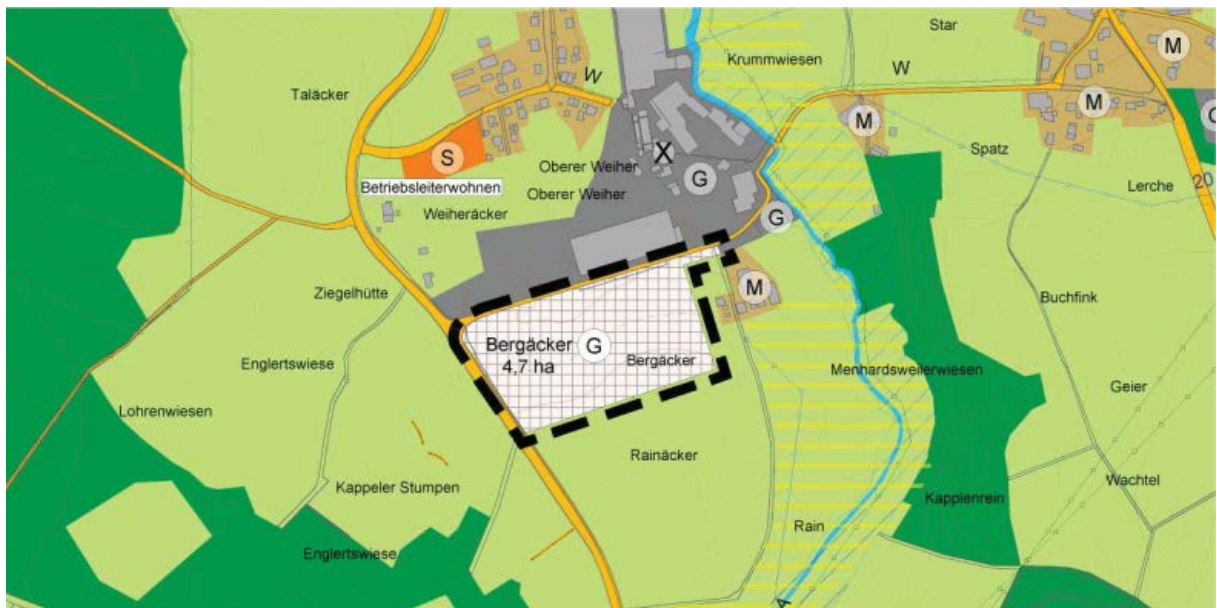 Star
M
Krummwiesen
W
W
Taläcker
M
G
M
S
Oberer Weiher
X
Spatz
Betriebsleiterwohnen
G
Lerche
20
Oberer Weiher
Weiheräcker
G
Ziegelhütte
M
Buchfink
Bergäcker
4,7 ha
G
Bergäcker
Englertswiese
Menhardsweilerwiesen
Geier
Lohrenwiesen
Rainäcker
Kappeler Stumpen
Wachtel
Kapplenrein
Rain
Englertswiese
A